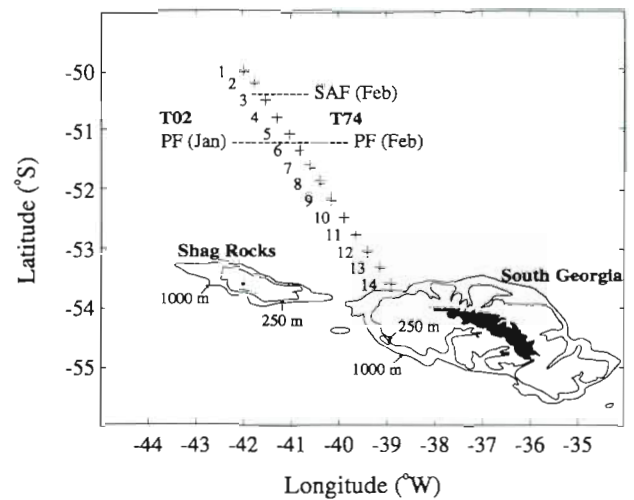 -50
1
2
SAF (Feb)
3
T02
4
T74
-51
PF (Jan)
5
PF (Feb)
6
7
-52
8
9
10
11
-53
Shag Rocks
12
13
South Georgia
14
-54
1000 m
250 m
250 m
-55
1000 m
Latitude (°S)
-44 -43 -42 -41 -40 -39 -38 -37 -36 -35
Longitude (°W)